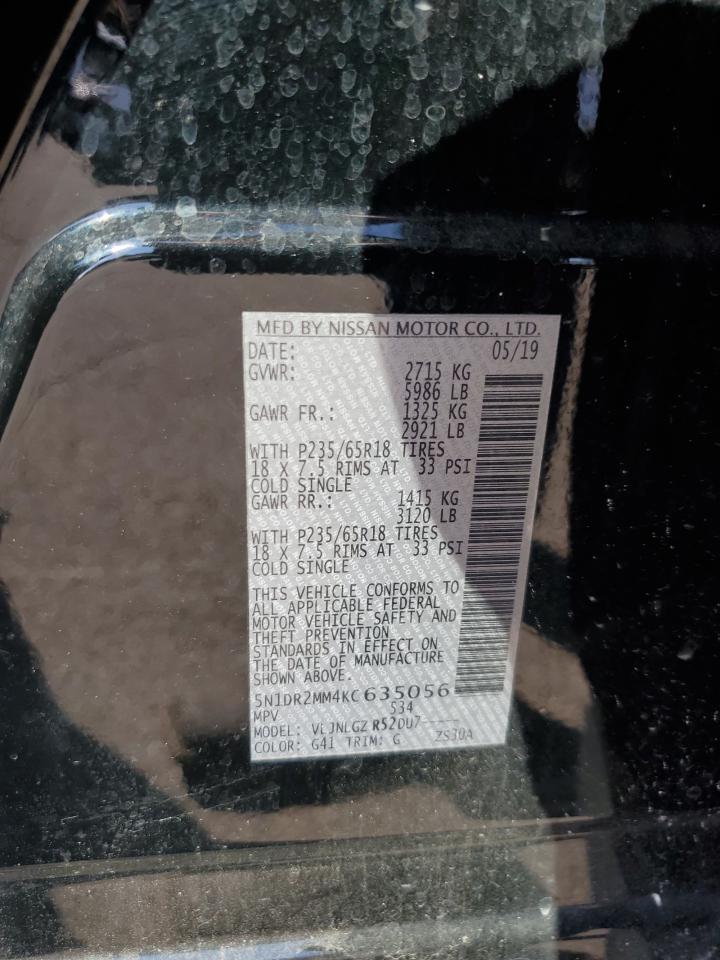 MFD BY NISSAN MOTOR CO., LTD.
DATE: 05/19
GVWR: 2715 KG
5986 LB
GAWR FR.: 1325 KG
2921 LB
WITH P235/65R18 TIRES
18 X 7.5 RIMS AT 33 PSI
COLD SINGLE
GAWR RR.: 1415 KG
3120 LB
WITH P235/65R18 TIRES
18 X 7.5 RIMS AT 33 PSI
COLD SINGLE
THIS VEHICLE CONFORMS TO
ALL APPLICABLE FEDERAL
MOTOR VEHICLE SAFETY AND
THEFT PREVENTION
STANDARDS IN EFFECT ON
THE DATE OF MANUFACTURE
SHOWN ABOVE.
5N1DR2MM4KC635056
MPV 534
MODEL: VLJNLGZ R520U7-----
COLOR: G41 TRIM: G ZS30A